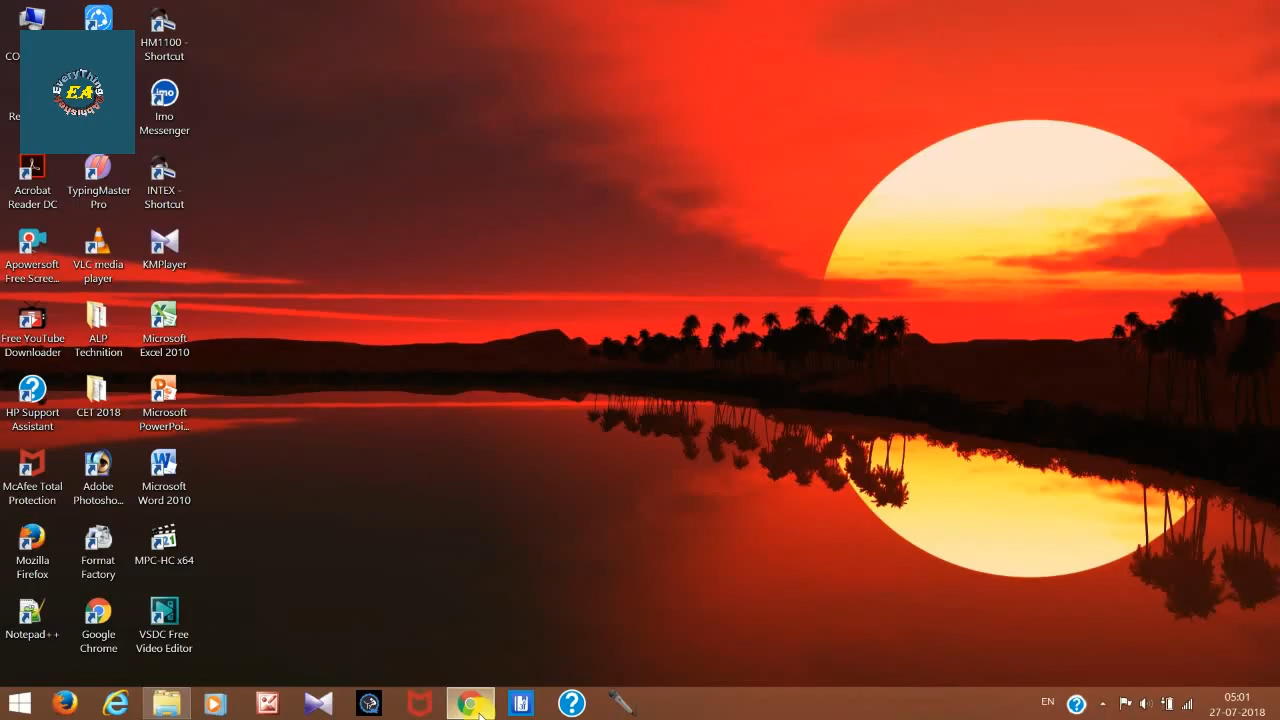 CO
HM1100 -
Shortcut
EveryThing
EA
Abhishek
Re
imo
Imo
Messenger
Acrobat
Reader DC
TypingMaster
Pro
INTEX -
Shortcut
Apowersoft
Free Scree...
VLC media
player
KMPlayer
Free YouTube
Downloader
ALP
Technition
Microsoft
Excel 2010
HP Support
Assistant
CET 2018
Microsoft
PowerPoi...
McAfee Total
Protection
Adobe
Photosho...
Microsoft
Word 2010
Mozilla
Firefox
Format
Factory
MPC-HC x64
Notepad++
Google
Chrome
VSDC Free
Video Editor
EN
05:01
27-07-2018